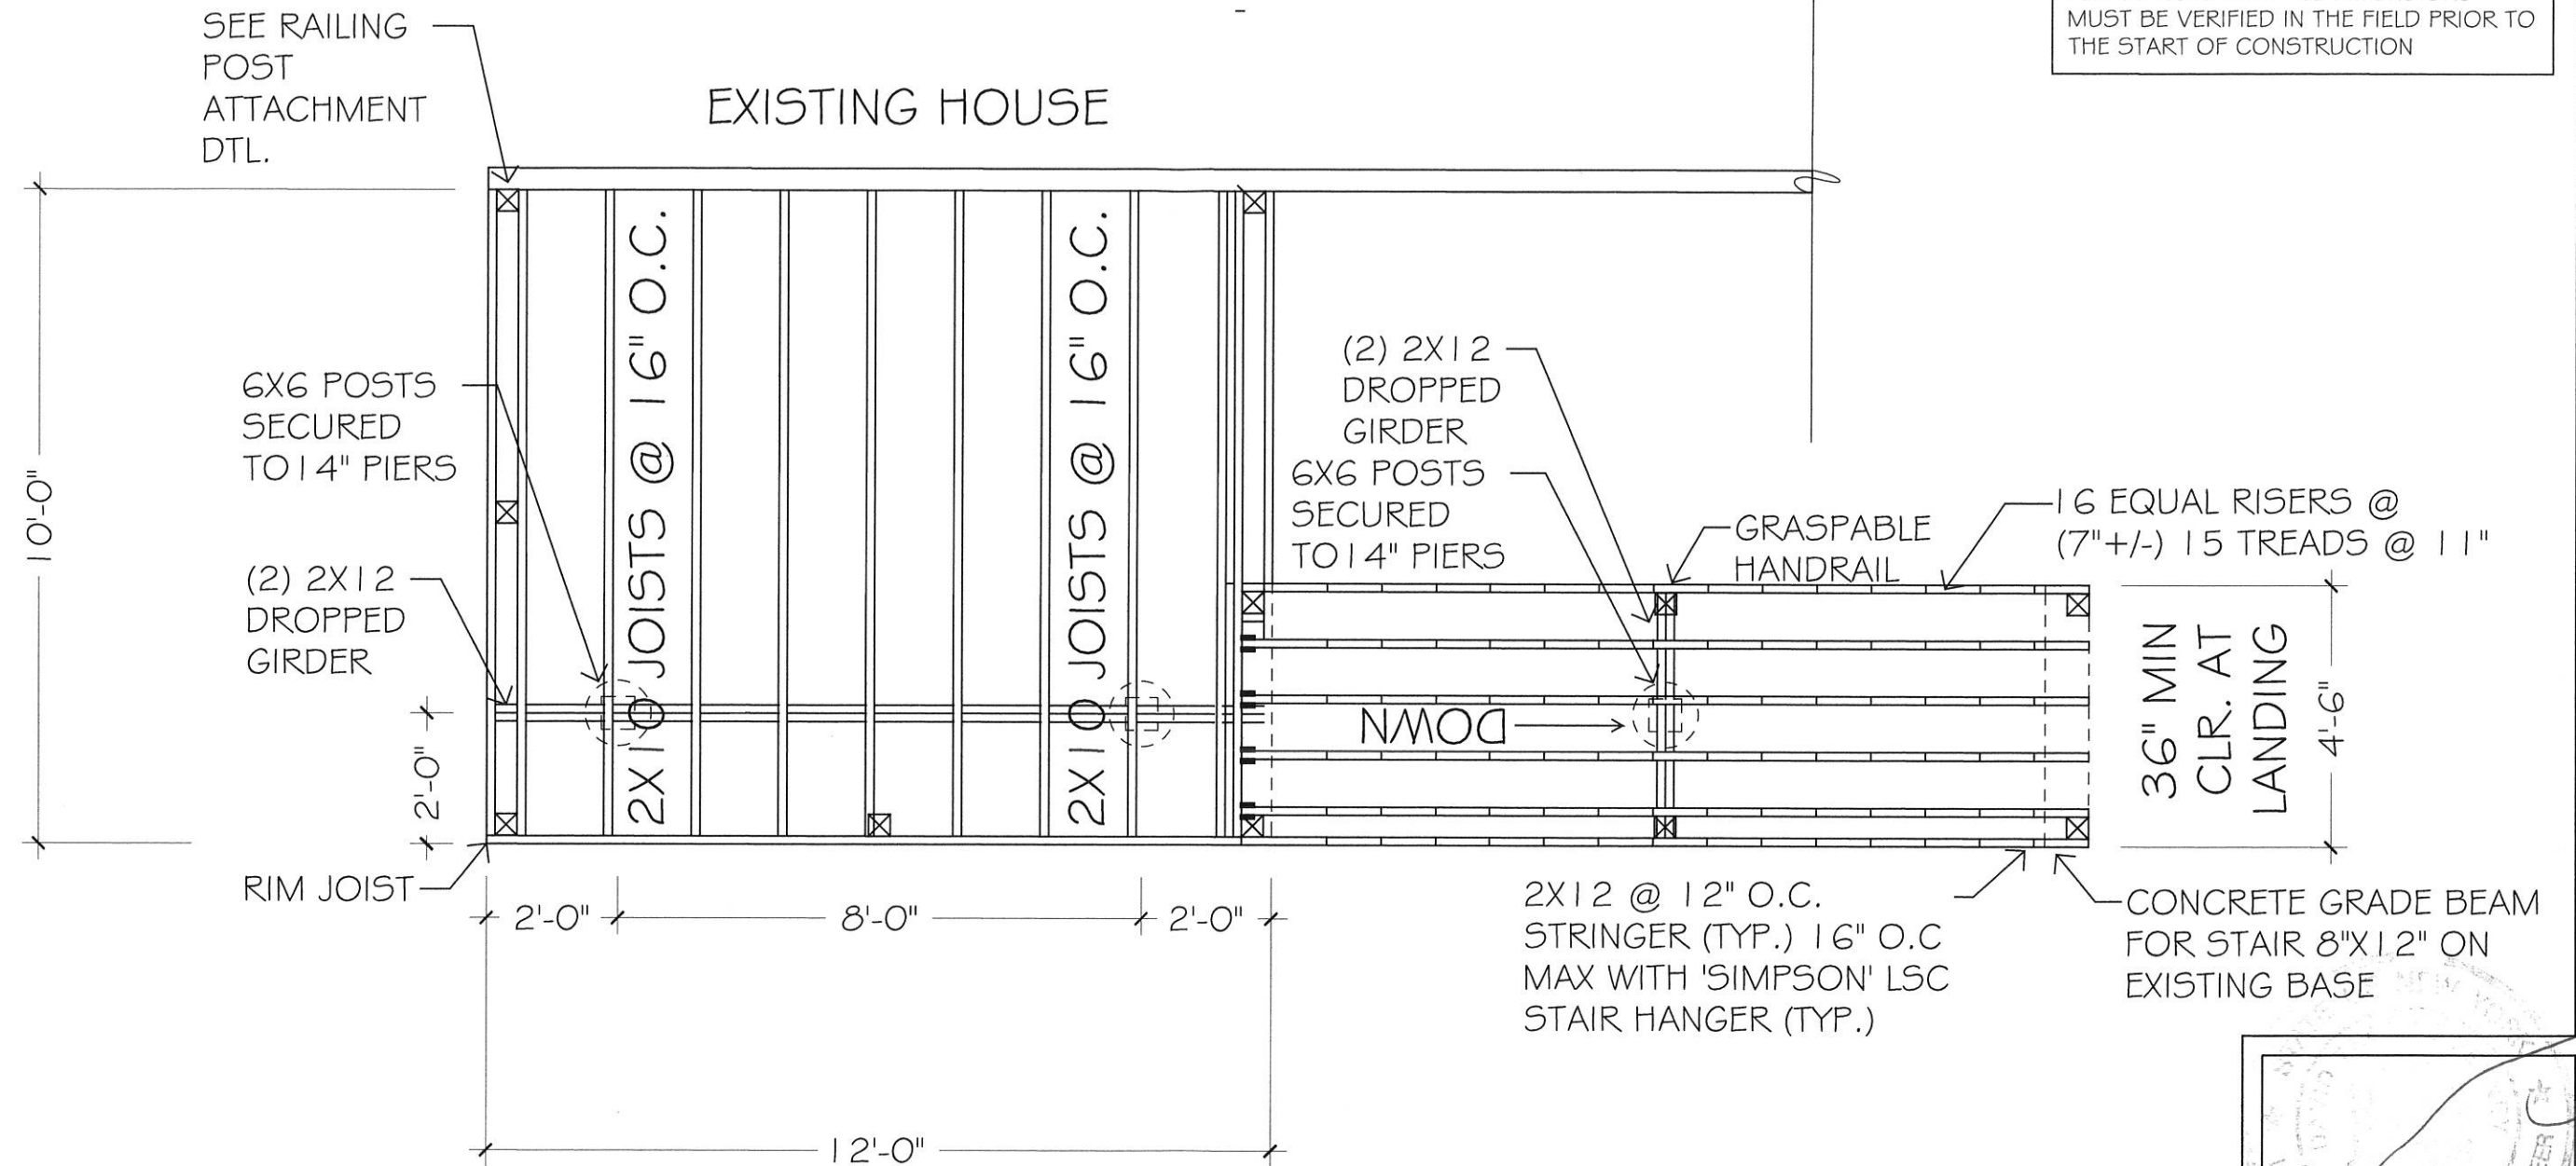 SEE RAILING
POST
ATTACHMENT
DTL.
MUST BE VERIFIED IN THE FIELD PRIOR TO
THE START OF CONSTRUCTION
EXISTING HOUSE
10'-0"
6X6 POSTS
SECURED
TO14" PIERS
(2) 2X12
DROPPED
GIRDER
2'-0"
RIM JOIST
2X10 JOISTS @ 16" O.C.
2X10 JOISTS @ 16" O.C.
(2) 2X12
DROPPED
GIRDER
6X6 POSTS
SECURED
TO14" PIERS
GRASPABLE
HANDRAIL
16 EQUAL RISERS @
(7"+/-) 15 TREADS @ 11"
DOWN
36" MIN
CLR. AT
LANDING
4'-6"
2'-0"
8'-0"
2'-0"
12'-0"
2X12 @ 12" O.C.
STRINGER (TYP.) 16" O.C
MAX WITH 'SIMPSON' LSC
STAIR HANGER (TYP.)
CONCRETE GRADE BEAM
FOR STAIR 8"X12" ON
EXISTING BASE